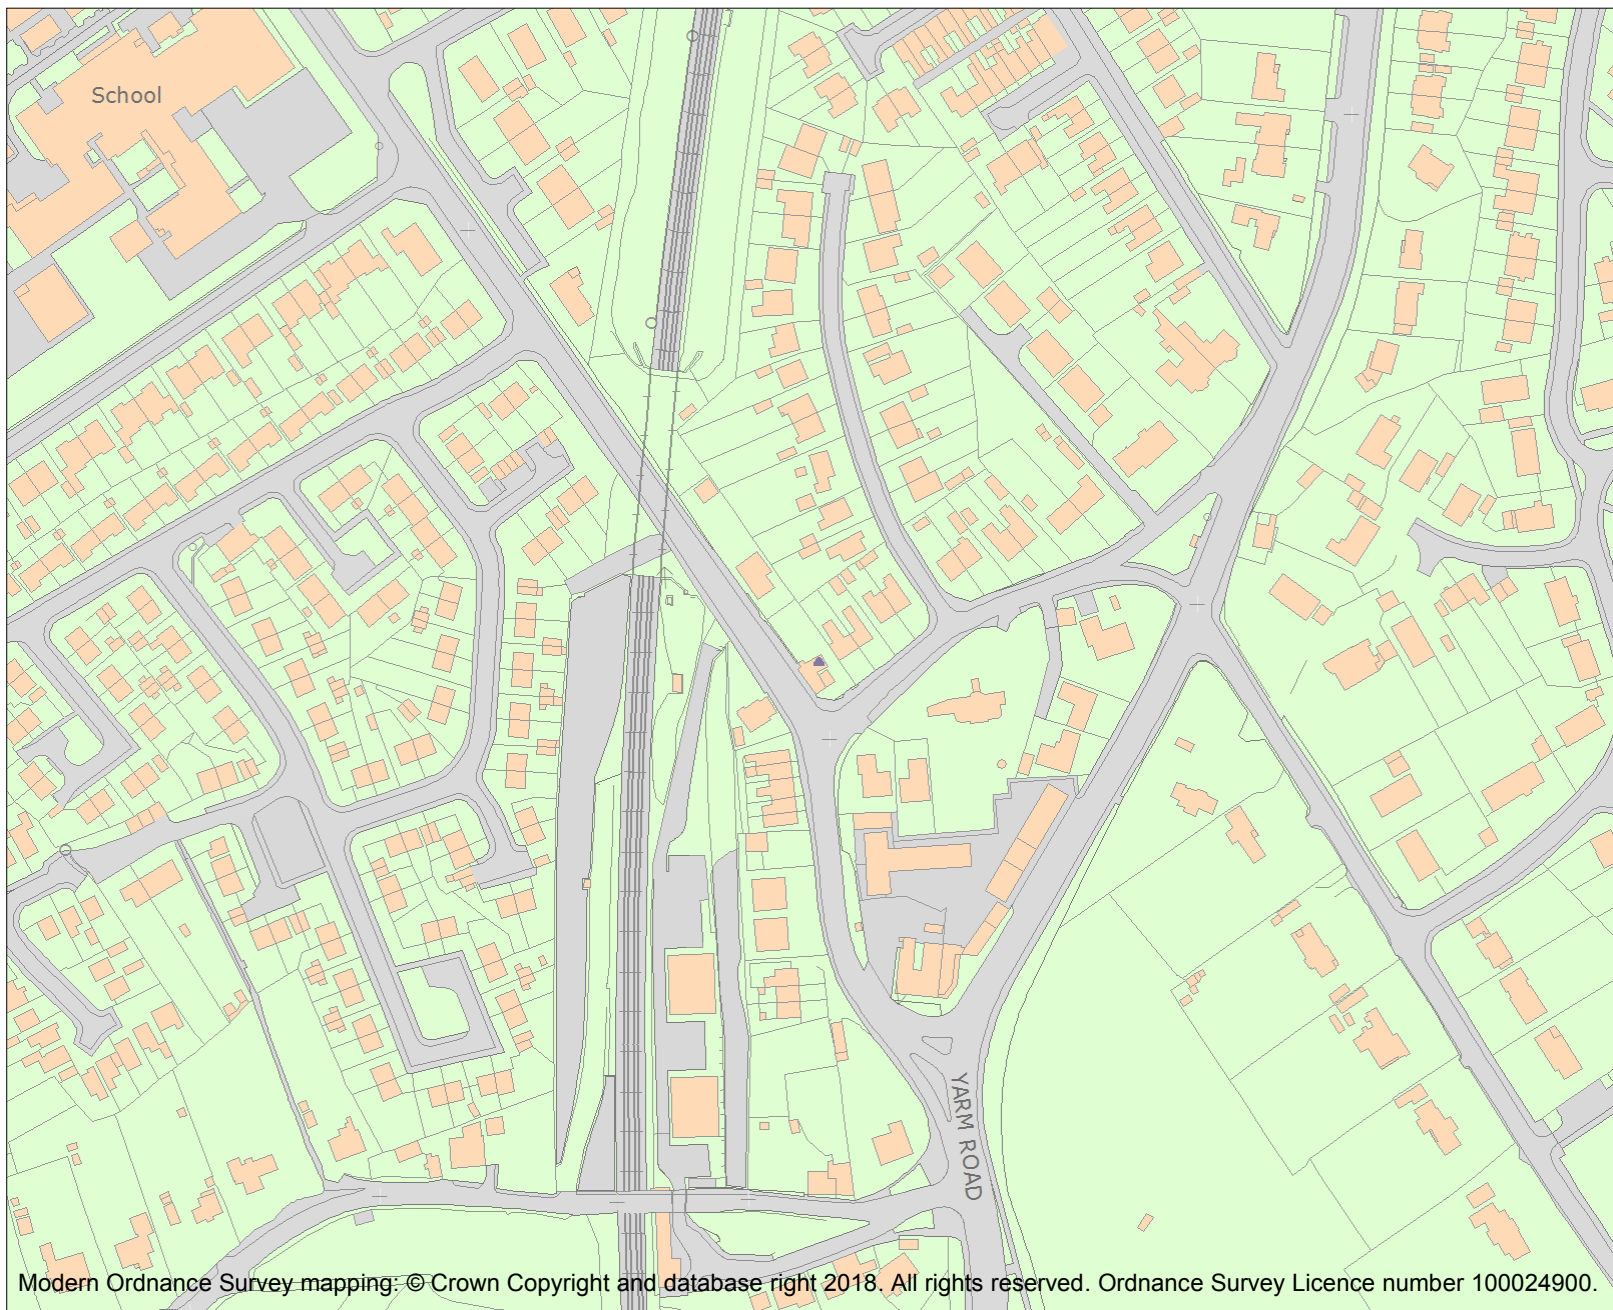 School
YARM ROAD
Modern Ordnance Survey mapping: © Crown Copyright and database right 2018. All rights reserved. Ordnance Survey Licence number 100024900.